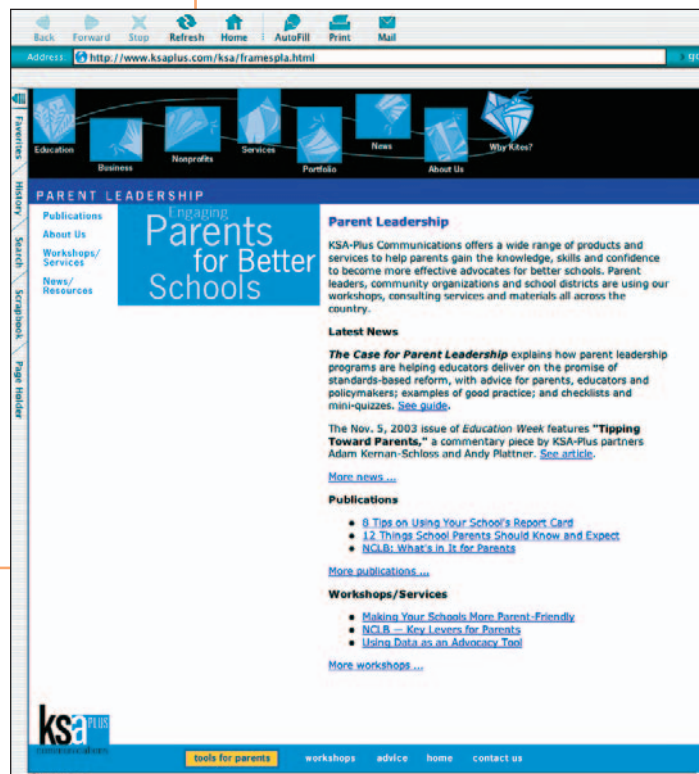 Back Forward Stop Refresh Home AutoFill Print Mail
Address: http://www.ksaplus.com/ksa/framespla.html go
Favorites
History
Search
Scrapbook
Page Holder
Education
Business
Nonprofits
Services
Portfolio
News
About Us
Why Kites?
PARENT LEADERSHIP
Publications
About Us
Workshops/
Services
News/
Resources
Engaging
Parents
for Better
Schools
Parent Leadership
KSA-Plus Communications offers a wide range of products and
services to help parents gain the knowledge, skills and confidence
to become more effective advocates for better schools. Parent
leaders, community organizations and school districts are using our
workshops, consulting services and materials all across the
country.
Latest News
The Case for Parent Leadership explains how parent leadership
programs are helping educators deliver on the promise of
standards-based reform, with advice for parents, educators and
policymakers; examples of good practice; and checklists and
mini-quizzes. See guide.
The Nov. 5, 2003 issue of Education Week features "Tipping
Toward Parents," a commentary piece by KSA-Plus partners
Adam Kernan-Schloss and Andy Plattner. See article.
More news ...
Publications
• 8 Tips on Using Your School's Report Card
• 12 Things School Parents Should Know and Expect
• NCLB: What's in It for Parents
More publications ...
Workshops/Services
• Making Your Schools More Parent-Friendly
• NCLB — Key Levers for Parents
• Using Data as an Advocacy Tool
More workshops ...
ksa PLUS
communications
tools for parents workshops advice home contact us